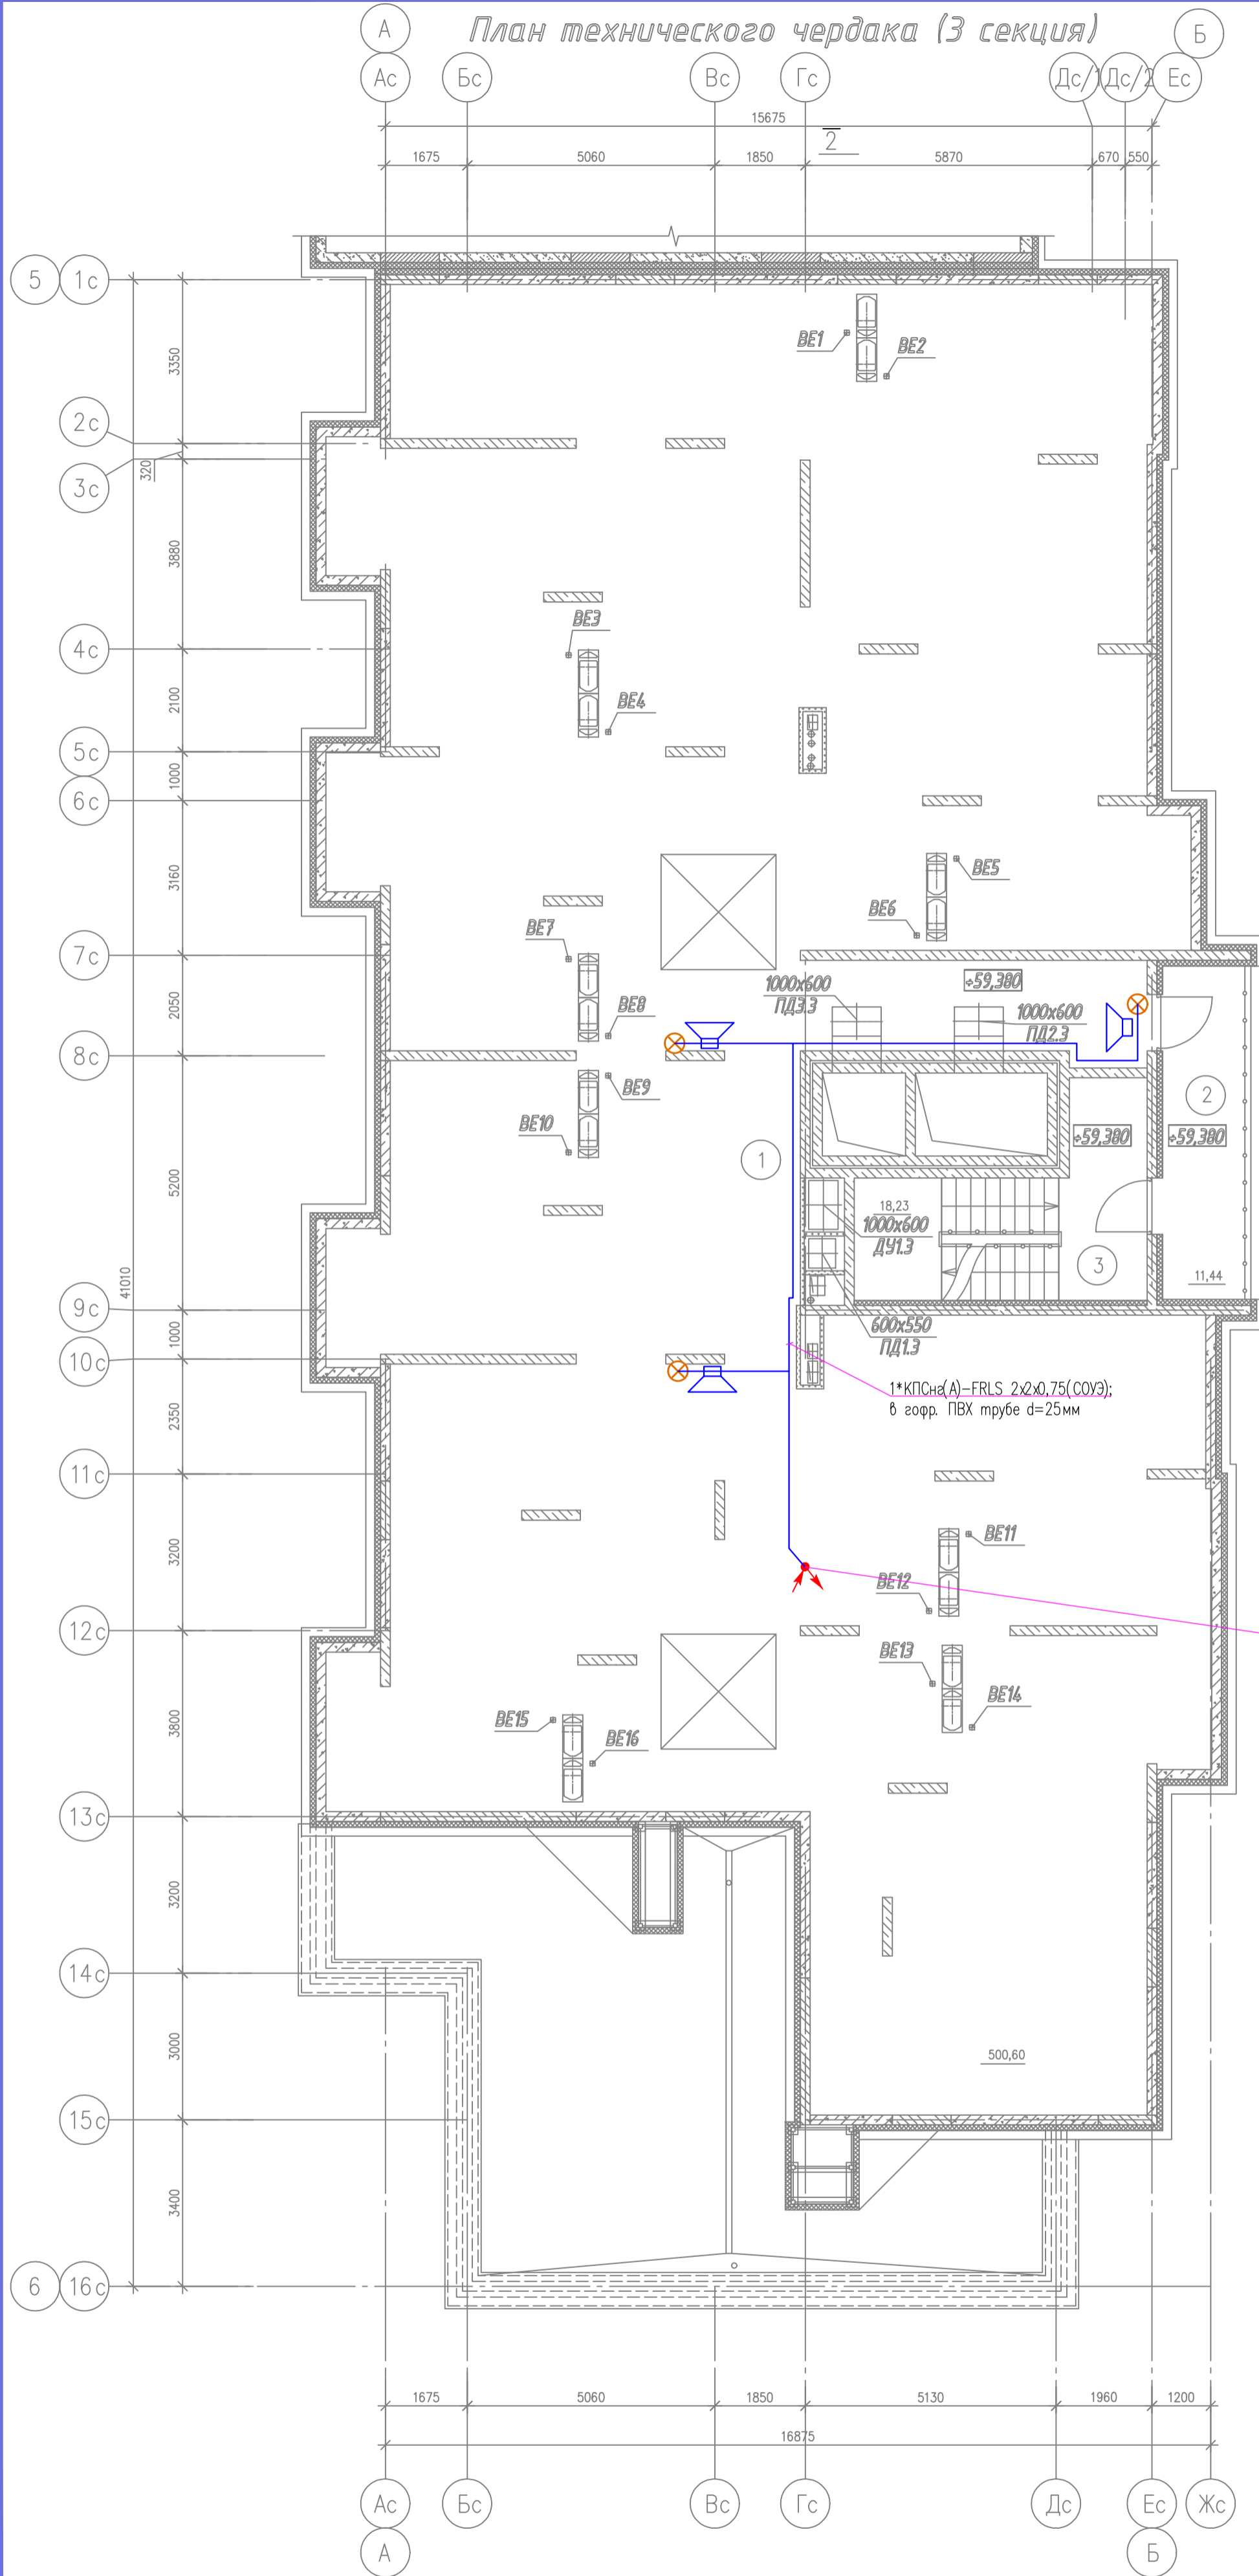 План технического чердака (3 секция)
А
Б
Ас
Бс
Вс
Гс
Дс/1
Дс/2
Ес
15675
2
1675
5060
1850
5870
670
550
5
1с
3350
ВЕ1
ВЕ2
2с
320
3с
3880
ВЕ3
4с
2100
ВЕ4
5с
1000
6с
3160
ВЕ5
ВЕ6
ВЕ7
7с
1000х600
ПД3.3
+59,380
2050
ВЕ8
1000х600
ПД2.3
8с
ВЕ9
2
ВЕ10
+59,380
+59,380
1
5200
18,23
1000х600
ДУ1.3
3
11,44
41010
9с
1000
600х550
ПД1.3
10с
1*КПСнг(А)-FRLS 2х2х0,75(СОУЭ);
в гофр. ПВХ трубе d=25мм
2350
11с
3200
ВЕ11
ВЕ12
12с
ВЕ13
ВЕ14
3800
ВЕ15
ВЕ16
13с
3200
14с
3000
500,60
15с
3400
6
16с
1675
5060
1850
5130
1960
1200
16875
Ас
Бс
Вс
Гс
Дс
Ес
Жс
А
Б